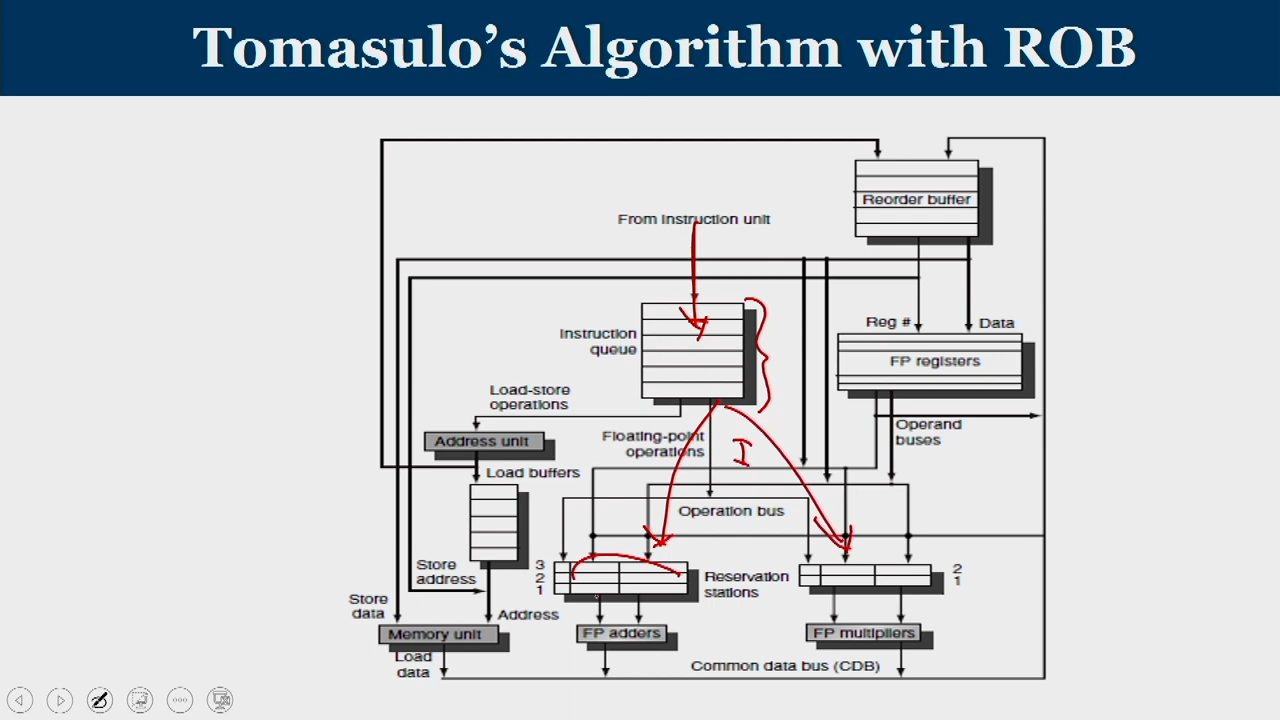 Tomasulo's Algorithm with ROB
Reorder buffer
From instruction unit
Instruction
queue
Reg #
Data
FP registers
Load-store
operations
Operand
buses
Address unit
Floating-point
operations
I
Load buffers
Operation bus
3
2
1
Reservation
stations
2
1
Store
address
Store
data
Address
Memory unit
FP adders
FP multipliers
Load
data
Common data bus (CDB)